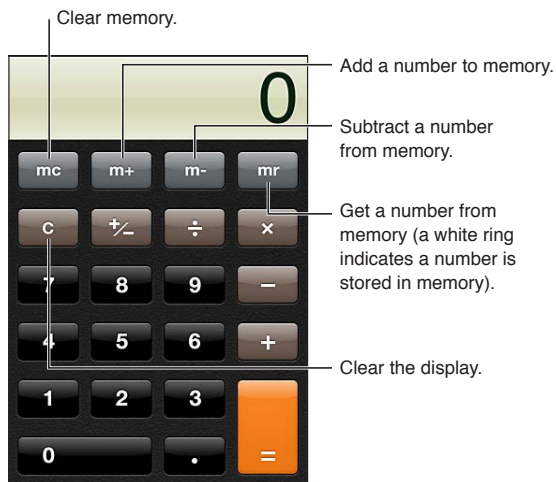 Clear memory.
Add a number to memory.
0
Subtract a number
from memory.
mc m+ m- mr
Get a number from
memory (a white ring
indicates a number is
stored in memory).
C +/− ÷ ×
7 8 9 −
4 5 6 +
Clear the display.
1 2 3
0 . =